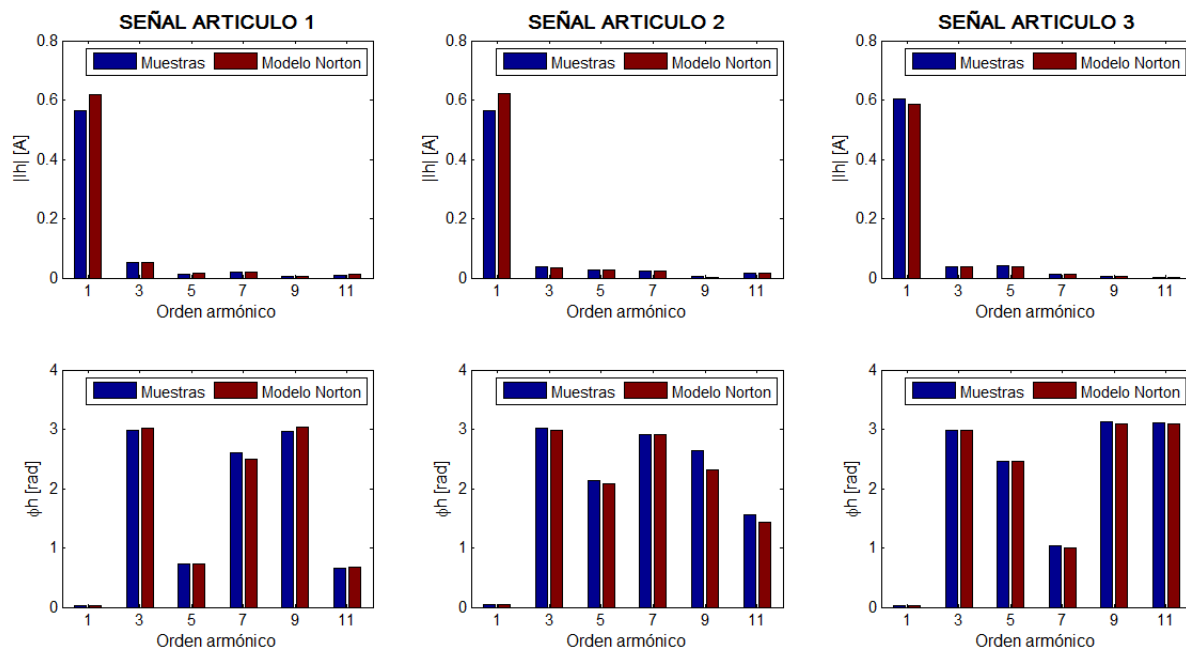 SEÑAL ARTICULO 1
0.8
0.6
0.4
0.2
0
|Ih| [A]
Muestras Modelo Norton
1 3 5 7 9 11
Orden armónico
SEÑAL ARTICULO 2
0.8
0.6
0.4
0.2
0
|Ih| [A]
Muestras Modelo Norton
1 3 5 7 9 11
Orden armónico
SEÑAL ARTICULO 3
0.8
0.6
0.4
0.2
0
|Ih| [A]
Muestras Modelo Norton
1 3 5 7 9 11
Orden armónico
4
3
2
1
0
ϕh [rad]
Muestras Modelo Norton
1 3 5 7 9 11
Orden armónico
4
3
2
1
0
ϕh [rad]
Muestras Modelo Norton
1 3 5 7 9 11
Orden armónico
4
3
2
1
0
ϕh [rad]
Muestras Modelo Norton
1 3 5 7 9 11
Orden armónico